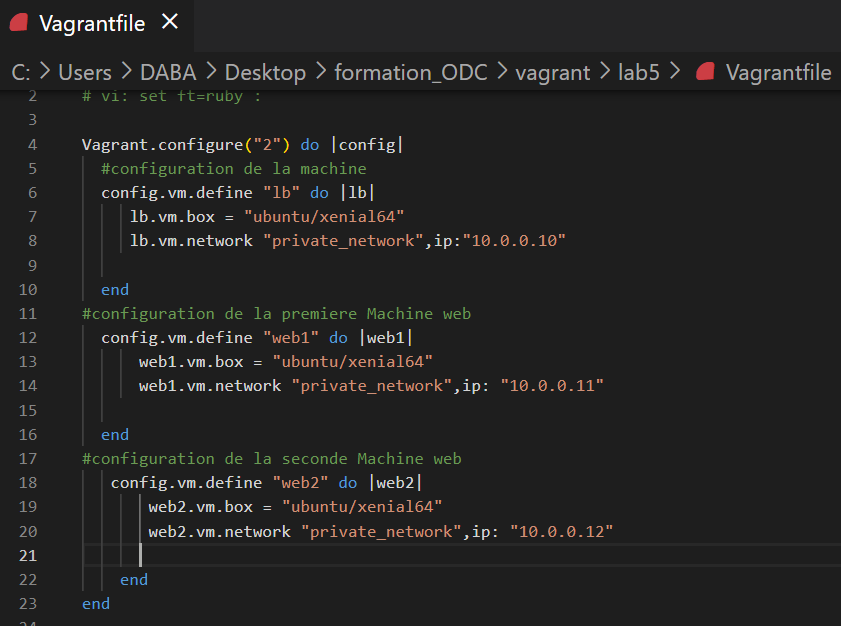 Vagrantfile ×
C: > Users > DABA > Desktop > formation_ODC > vagrant > lab5 > Vagrantfile
2 # vi: set ft=ruby :
3
4 Vagrant.configure("2") do |config|
5 #configuration de la machine
6 config.vm.define "lb" do |lb|
7 lb.vm.box = "ubuntu/xenial64"
8 lb.vm.network "private_network",ip:"10.0.0.10"
9
10 end
11 #configuration de la premiere Machine web
12 config.vm.define "web1" do |web1|
13 web1.vm.box = "ubuntu/xenial64"
14 web1.vm.network "private_network",ip: "10.0.0.11"
15
16 end
17 #configuration de la seconde Machine web
18 config.vm.define "web2" do |web2|
19 web2.vm.box = "ubuntu/xenial64"
20 web2.vm.network "private_network",ip: "10.0.0.12"
21
22 end
23 end